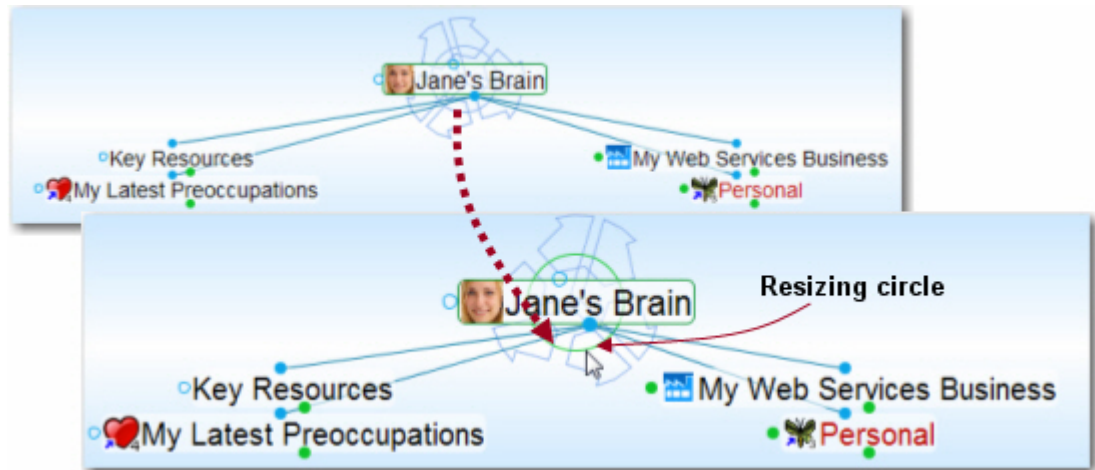 Jane's Brain
Key Resources
My Web Services Business
My Latest Preoccupations
Personal
Jane's Brain
Resizing circle
Key Resources
My Web Services Business
My Latest Preoccupations
Personal